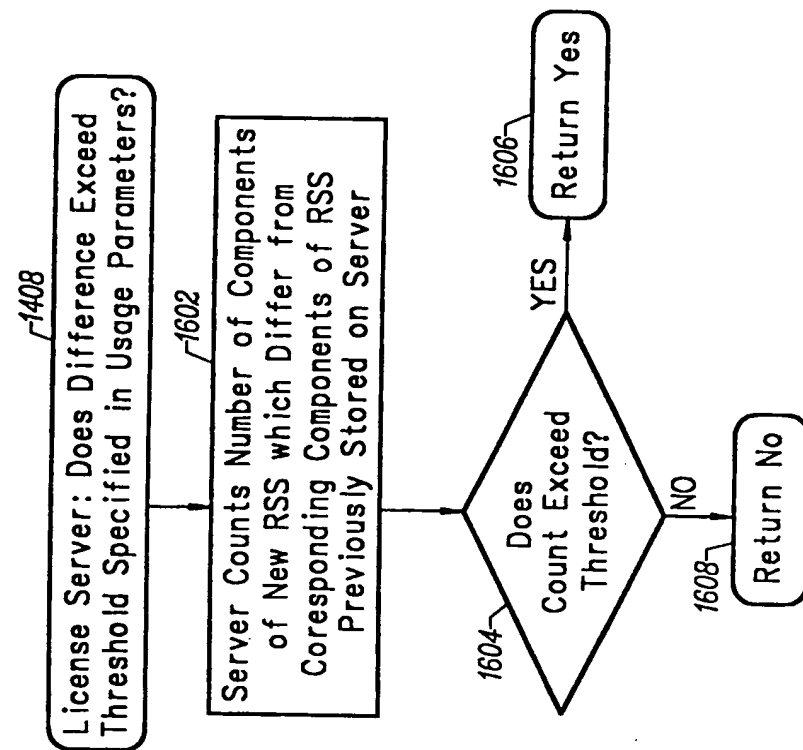 1408
License Server: Does Difference Exceed
Threshold Specified in Usage Parameters?
1602
Server Counts Number of Components
of New RSS which Differ from
Coresponding Components of RSS
Previously Stored on Server
1604
Does
Count Exceed
Threshold?
YES
1606
Return Yes
NO
1608
Return No